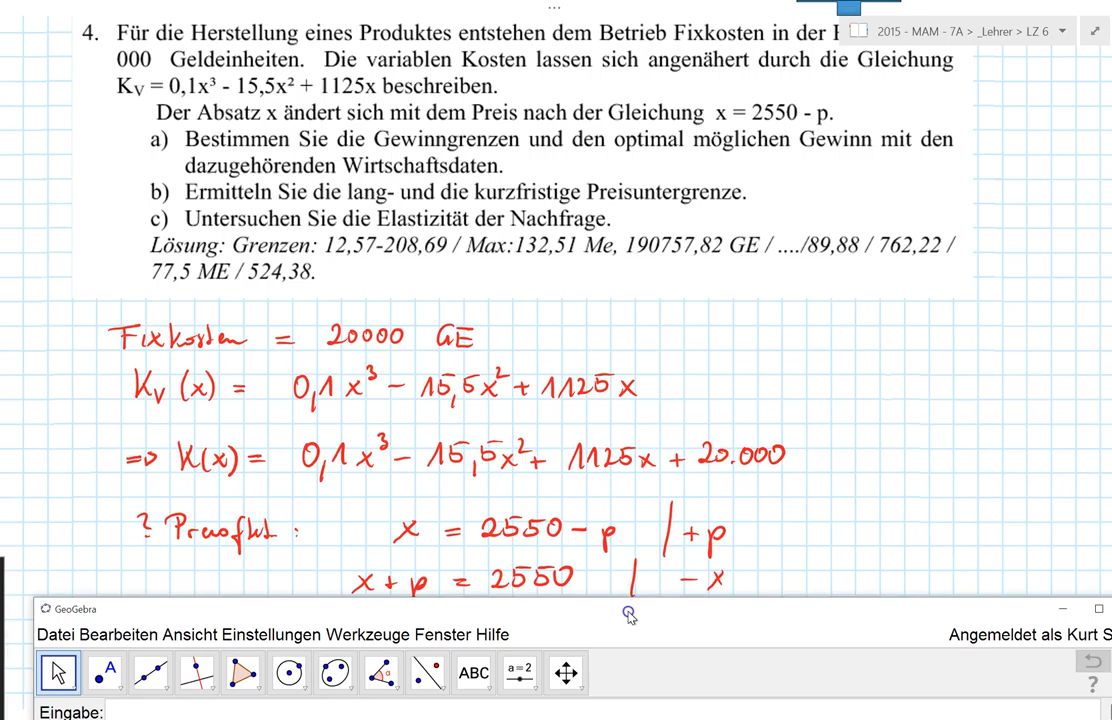 ...
4. Für die Herstellung eines Produktes entstehen dem Betrieb Fixkosten in der
2015 - MAM - 7A > _Lehrer > LZ 6
000 Geldeinheiten. Die variablen Kosten lassen sich angenähert durch die Gleichung
Kv = 0,1x³ - 15,5x² + 1125x beschreiben.
Der Absatz x ändert sich mit dem Preis nach der Gleichung x = 2550 - p.
a) Bestimmen Sie die Gewinngrenzen und den optimal möglichen Gewinn mit den
dazugehörenden Wirtschaftsdaten.
b) Ermitteln Sie die lang- und die kurzfristige Preisuntergrenze.
c) Untersuchen Sie die Elastizität der Nachfrage.
Lösung: Grenzen: 12,57-208,69 / Max:132,51 Me, 190757,82 GE / ..../89,88 / 762,22 /
77,5 ME / 524,38.
Fixkosten = 20000 GE
Kv (x) = 0,1 x³ - 15,5x² + 1125x
=> K(x) = 0,1 x³ - 15,5x² + 1125x + 20.000
? Preisfkt : x = 2550 - p | + p
x + p = 2550 | - x
GeoGebra
Datei Bearbeiten Ansicht Einstellungen Werkzeuge Fenster Hilfe
Angemeldet als Kurt S
A ABC a=2 ?
Eingabe: